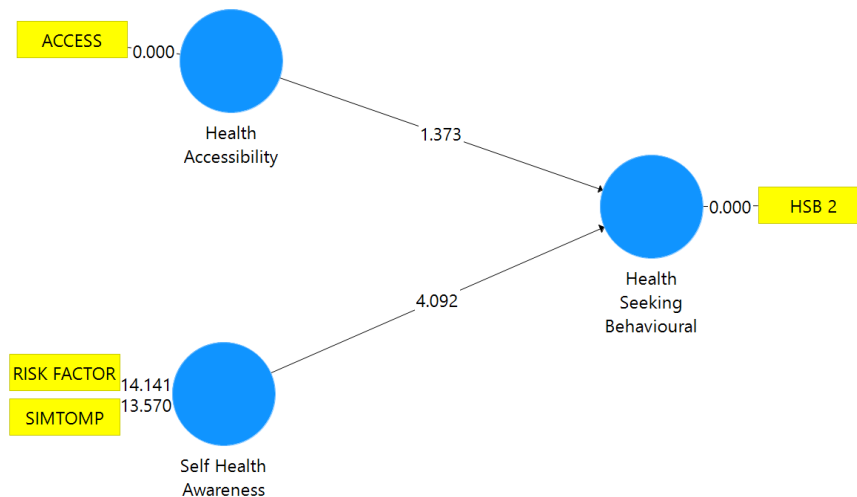 ACCESS
0.000
Health
Accessibility
1.373
0.000
HSB 2
Health
Seeking
Behavioural
4.092
RISK FACTOR
14.141
13.570
SIMTOMP
Self Health
Awareness